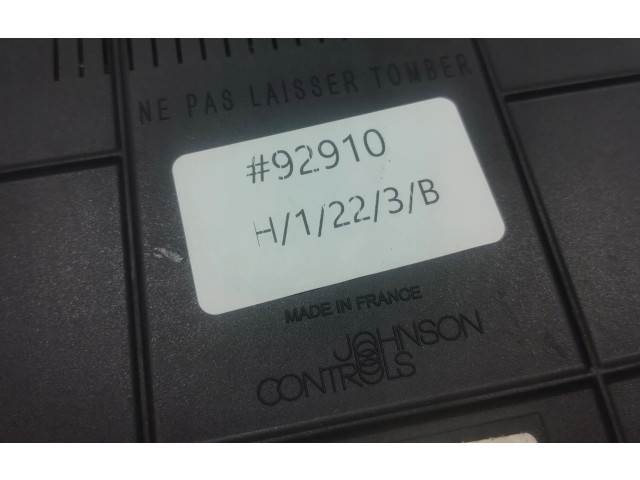 NE PAS LAISSER TOMBER
#92910
H/1/22/3/B
MADE IN FRANCE
JOHNSON
CONTROLS